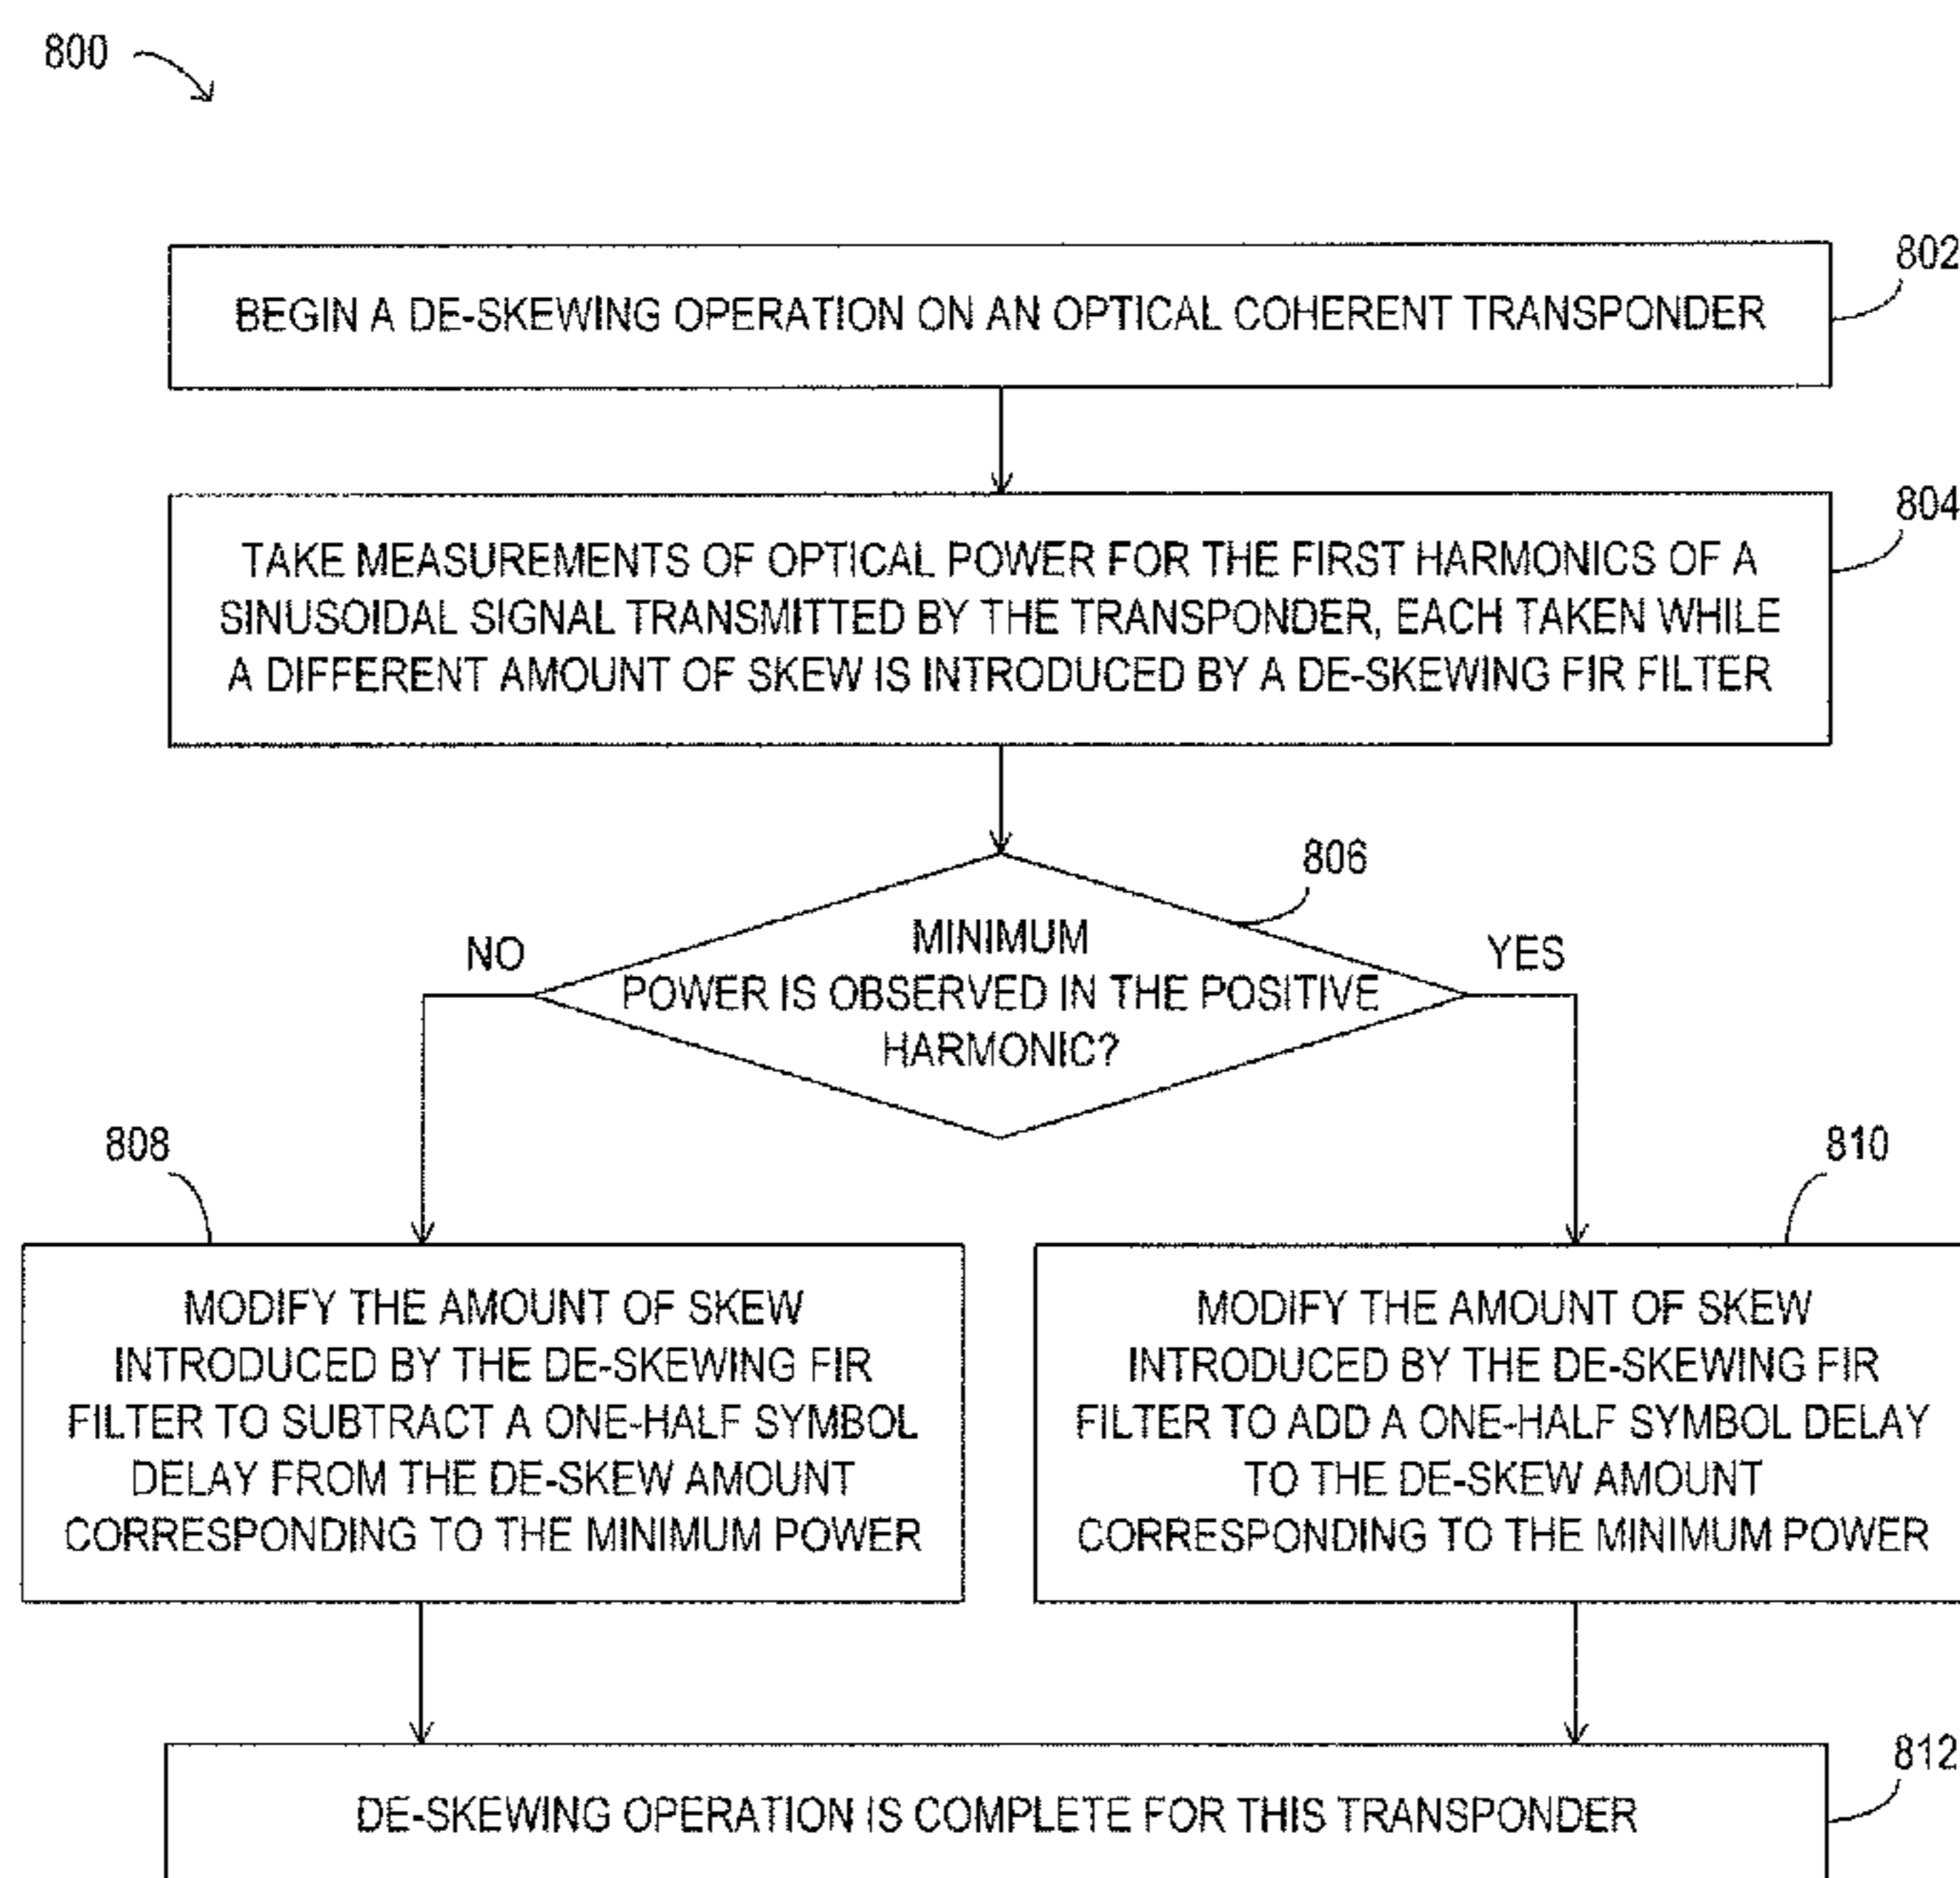 800
802
BEGIN A DE-SKEWING OPERATION ON AN OPTICAL COHERENT TRANSPONDER
804
TAKE MEASUREMENTS OF OPTICAL POWER FOR THE FIRST HARMONICS OF A
SINUSOIDAL SIGNAL TRANSMITTED BY THE TRANSPONDER, EACH TAKEN WHILE
A DIFFERENT AMOUNT OF SKEW IS INTRODUCED BY A DE-SKEWING FIR FILTER
806
NO
YES
MINIMUM
POWER IS OBSERVED IN THE POSITIVE
HARMONIC?
808
MODIFY THE AMOUNT OF SKEW
INTRODUCED BY THE DE-SKEWING FIR
FILTER TO SUBTRACT A ONE-HALF SYMBOL
DELAY FROM THE DE-SKEW AMOUNT
CORRESPONDING TO THE MINIMUM POWER
810
MODIFY THE AMOUNT OF SKEW
INTRODUCED BY THE DE-SKEWING FIR
FILTER TO ADD A ONE-HALF SYMBOL DELAY
TO THE DE-SKEW AMOUNT
CORRESPONDING TO THE MINIMUM POWER
812
DE-SKEWING OPERATION IS COMPLETE FOR THIS TRANSPONDER